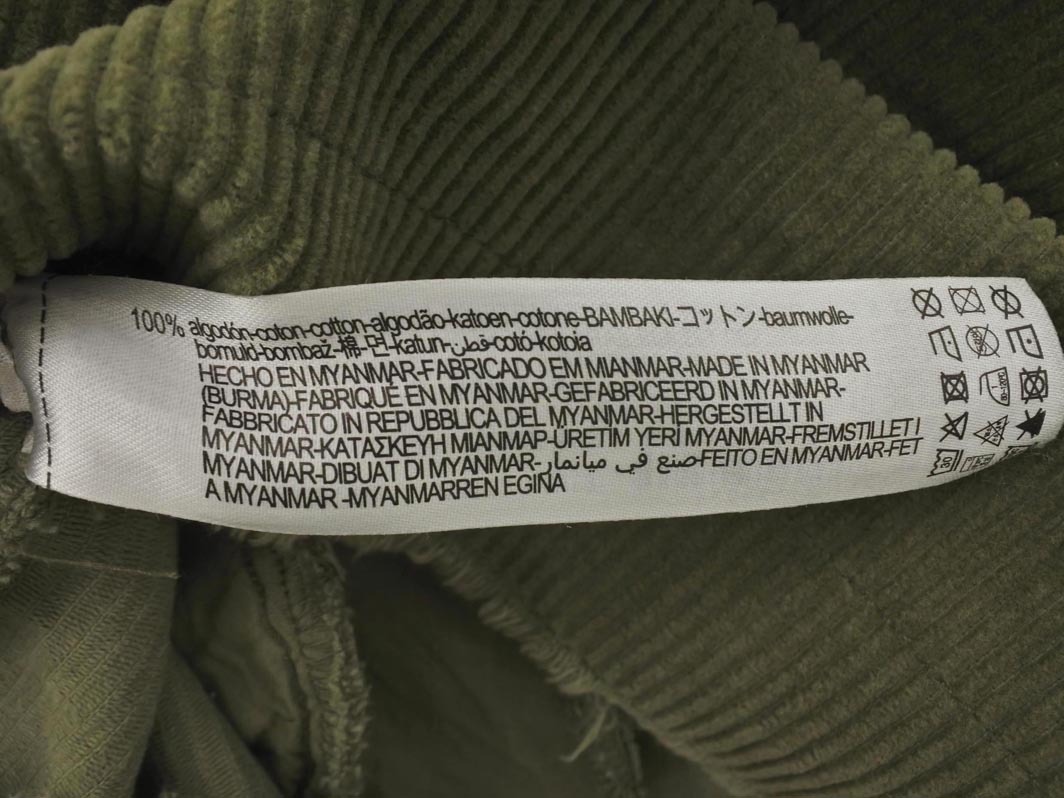 100% algodón-coton-cotton-algodão-katoen-cotone-BAMBAKI-コットン-baumwolle-
bomuld-bombaž-棉-면-katun-قطن-cotó-kotoia
HECHO EN MYANMAR-FABRICADO EM MIANMAR-MADE IN MYANMAR
(BURMA)-FABRIQUÉ EN MYANMAR-GEFABRICEERD IN MYANMAR-
FABBRICATO IN REPUBBLICA DEL MYANMAR-HERGESTELLT IN
MYANMAR-ΚΑΤΑΣΚΕΥΗ ΜΙΑΝΜΑΡ-ÜRETIM YERİ MYANMAR-FREMSTILLET I
MYANMAR-DIBUAT DI MYANMAR-صنع في ميانمار-FEITO EN MYANMAR-FET
A MYANMAR -MYANMARREN EGINA